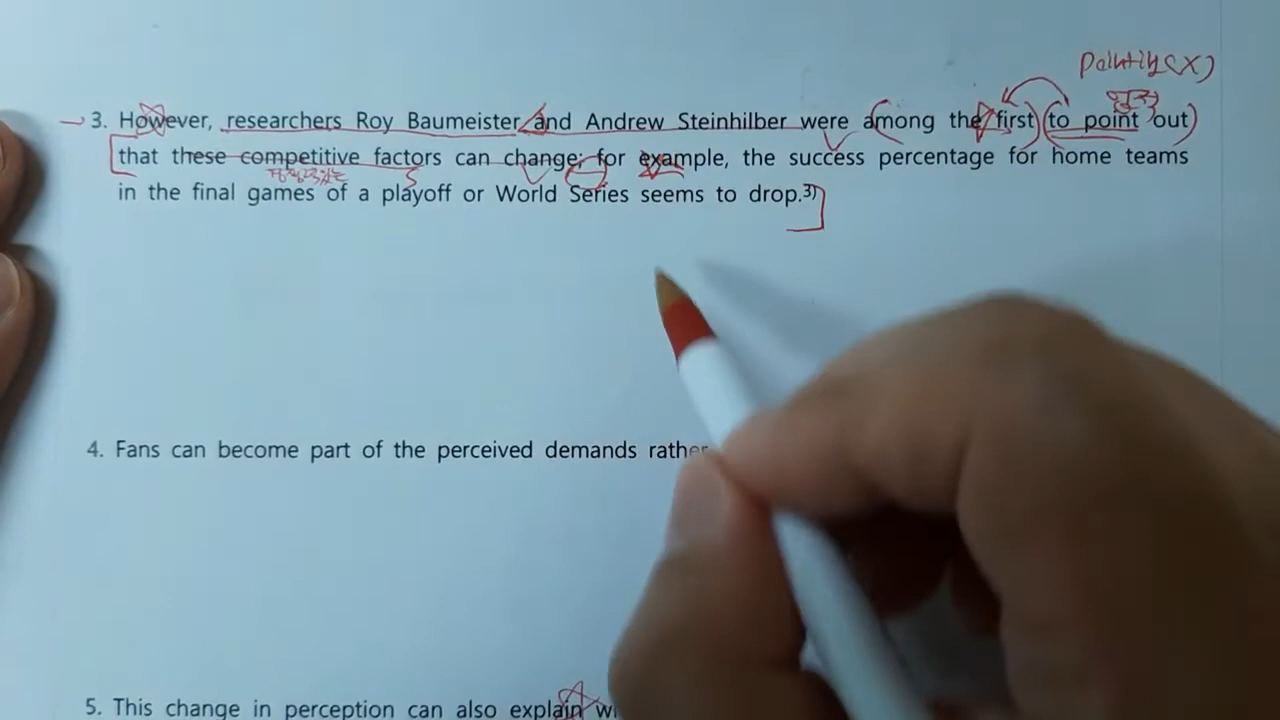 Pointing(X)
3. However, researchers Roy Baumeister and Andrew Steinhilber were among the first to point out
that these competitive factors can change; for example, the success percentage for home teams
in the final games of a playoff or World Series seems to drop.3)
4. Fans can become part of the perceived demands rather
5. This change in perception can also explain